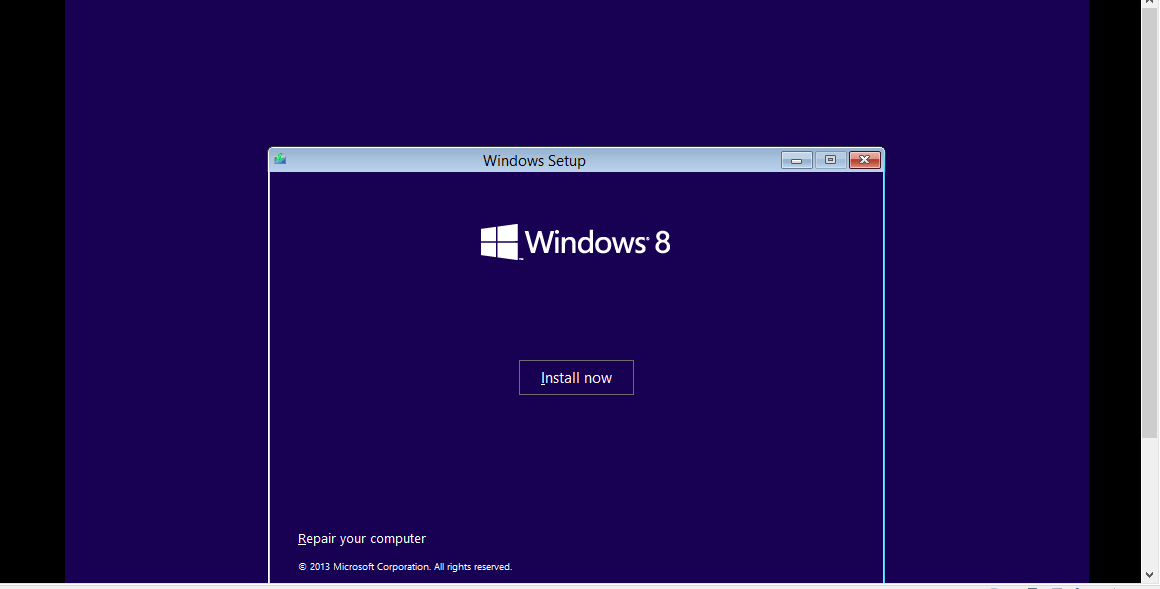 Windows Setup
Windows® 8
Install now
Repair your computer
© 2013 Microsoft Corporation. All rights reserved.